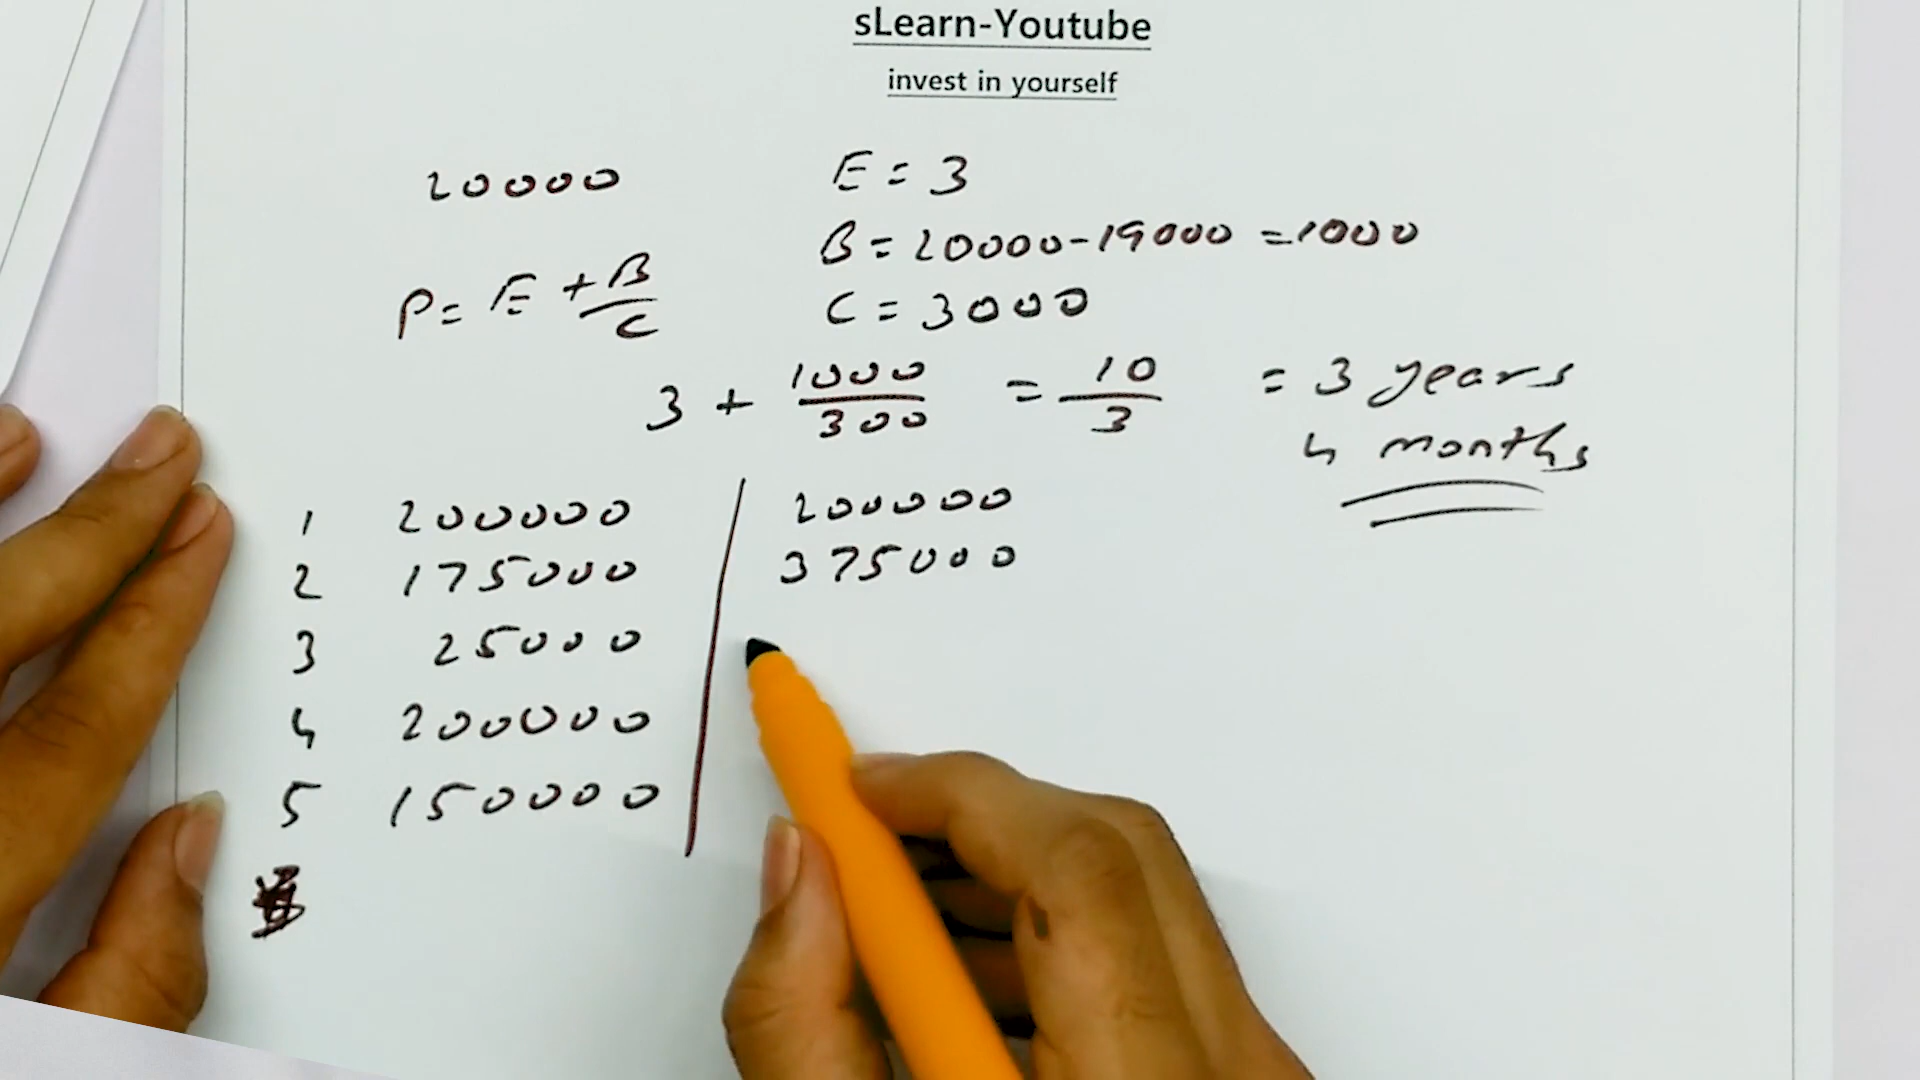 sLearn-Youtube
invest in yourself
20000
E = 3
B = 20000-19000 = 1000
P = E + B/C
C = 3000
3 + 1000/300 = 10/3 = 3 years
4 months
1 200000 200000
2 175000 375000
3 25000
4 200000
5 150000